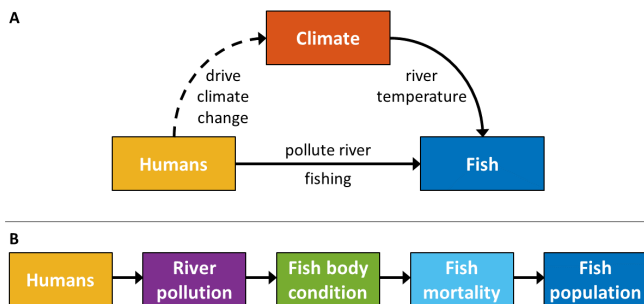 A
Climate
drive
climate
change
river
temperature
Humans
pollute river
fishing
Fish
B
Humans
River
pollution
Fish body
condition
Fish
mortality
Fish
population